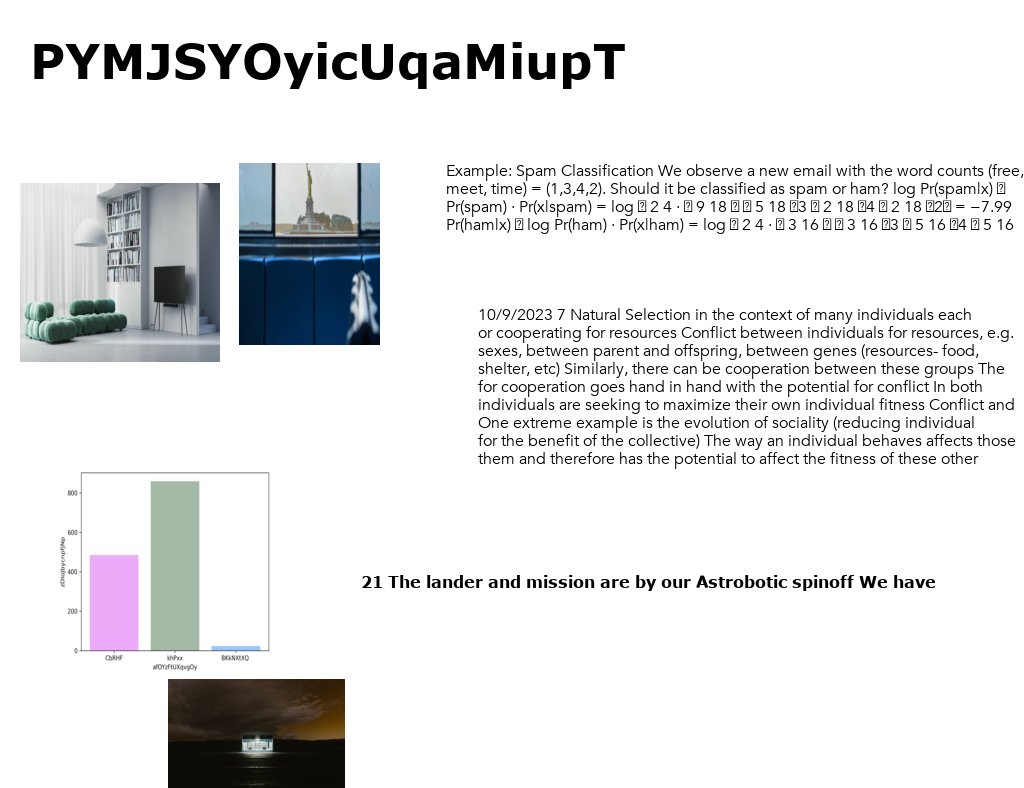 PYMJSYOyicUqaMiupT
Example: Spam Classification We observe a new email with the word counts (free,
meet, time) = (1,3,4,2). Should it be classified as spam or ham? log Pr(spam|x) 
Pr(spam) · Pr(x|spam) = log  2 4 ·  9 18   5 18 3  2 18 4  2 18 2 = −7.99
Pr(ham|x)  log Pr(ham) · Pr(x|ham) = log  2 4 ·  3 16   3 16 3  5 16 4  5 16
10/9/2023 7 Natural Selection in the context of many individuals each
or cooperating for resources Conflict between individuals for resources, e.g.
sexes, between parent and offspring, between genes (resources- food,
shelter, etc) Similarly, there can be cooperation between these groups The
for cooperation goes hand in hand with the potential for conflict In both
individuals are seeking to maximize their own individual fitness Conflict and
One extreme example is the evolution of sociality (reducing individual
for the benefit of the collective) The way an individual behaves affects those
them and therefore has the potential to affect the fitness of these other
800
600
400
200
0
CbRHF
khPxx
BKkNXtXQ
21 The lander and mission are by our Astrobotic spinoff We have